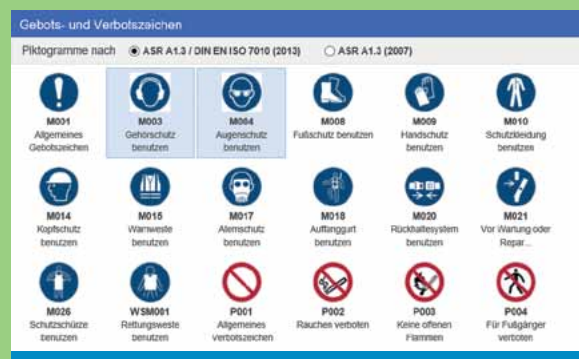 Gebots- und Verbotszeichen
Piktogramme nach ASR A1.3 / DIN EN ISO 7010 (2013) ASR A1.3 (2007)
M001 M003 M004 M008 M009 M010
Allgemeines Gehörschutz Augenschutz Fußschutz benutzen Handschutz Schutzkleidung
Gebotszeichen benutzen benutzen benutzen benutzen
M014 M015 M017 M018 M020 M021
Kopfschutz Warnweste Atemschutz Auffanggurt Rückhaltesystem Vor Wartung oder
benutzen benutzen benutzen benutzen benutzen Repar...
M026 WSM001 P001 P002 P003 P004
Schutzschürze Rettungsweste Allgemeines Rauchen verboten Keine offenen Für Fußgänger
benutzen benutzen Verbotszeichen Flammen verboten